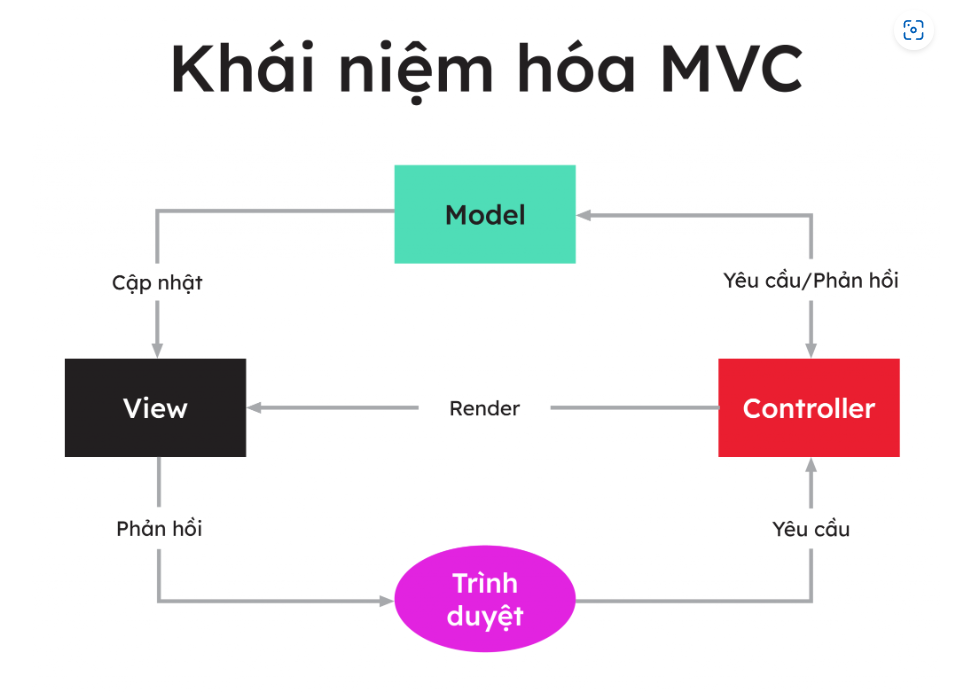 Khái niệm hóa MVC
Model
Cập nhật
Yêu cầu/Phản hồi
View
Render
Controller
Phản hồi
Yêu cầu
Trình
duyệt